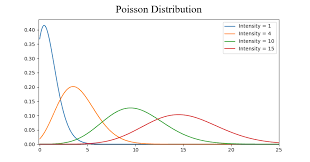 Poisson Distribution
Intensity = 1
Intensity = 4
Intensity = 10
Intensity = 15
0.40
0.35
0.30
0.25
0.20
0.15
0.10
0.05
0.00
0 5 10 15 20 25